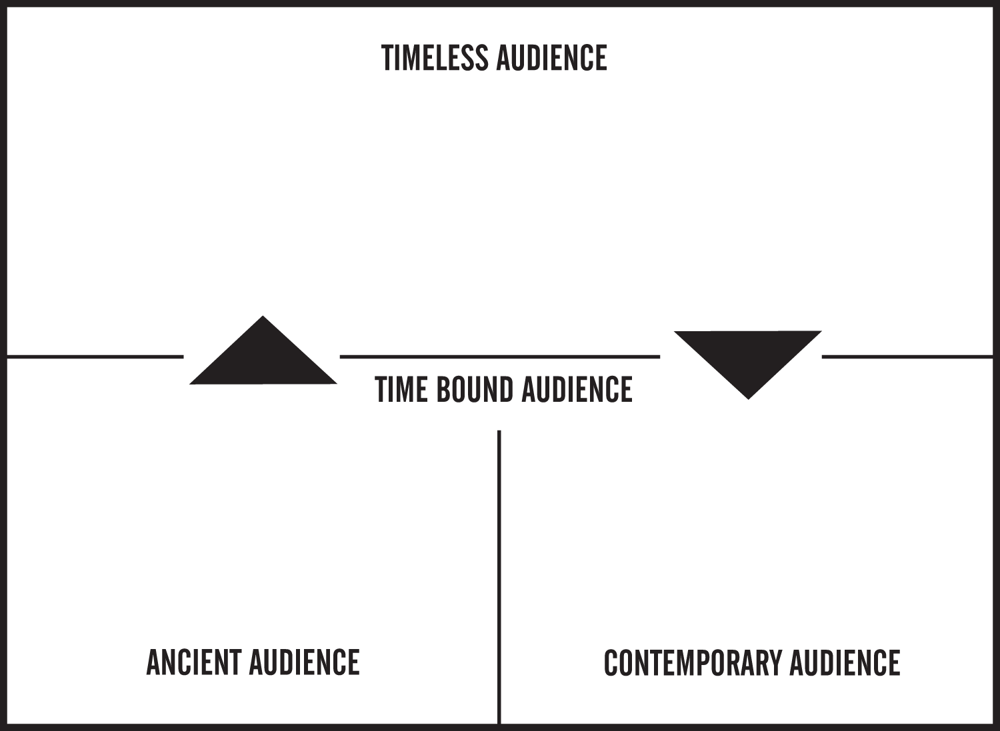 TIMELESS AUDIENCE
TIME BOUND AUDIENCE
ANCIENT AUDIENCE
CONTEMPORARY AUDIENCE